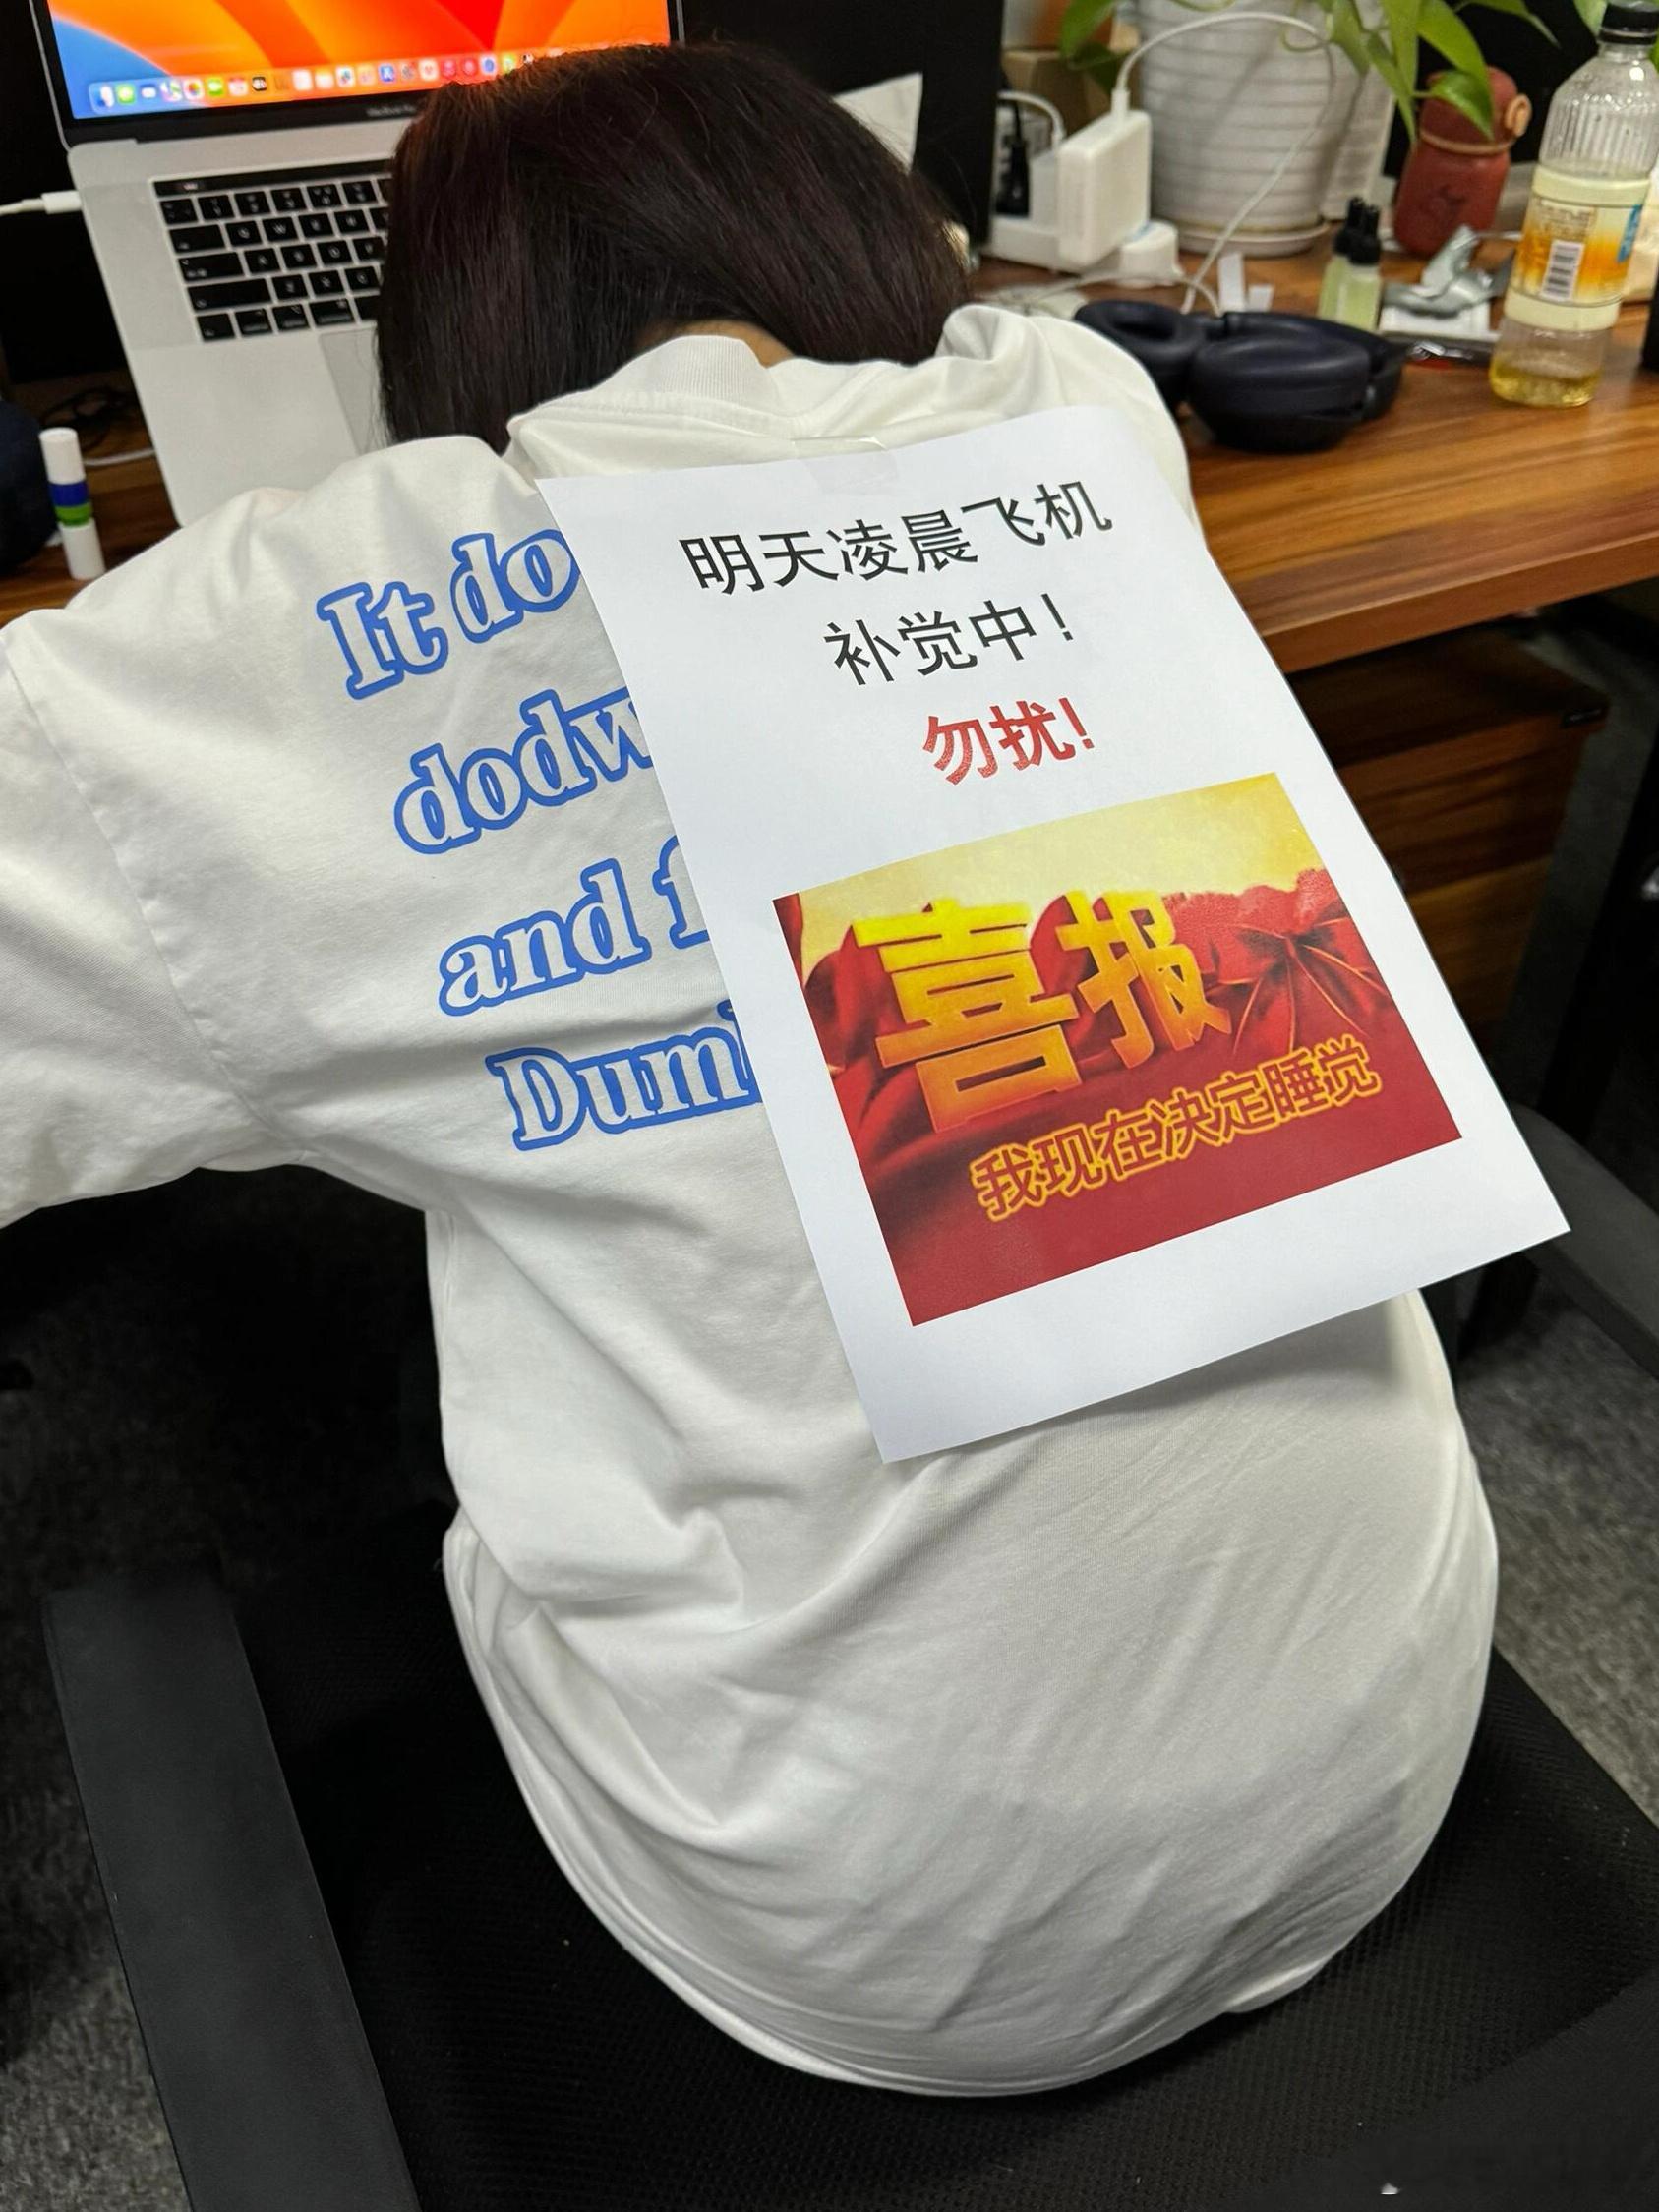 It do
dodw
and f
Dum
明天凌晨飞机
补觉中！
勿扰!
喜报
我现在决定睡觉